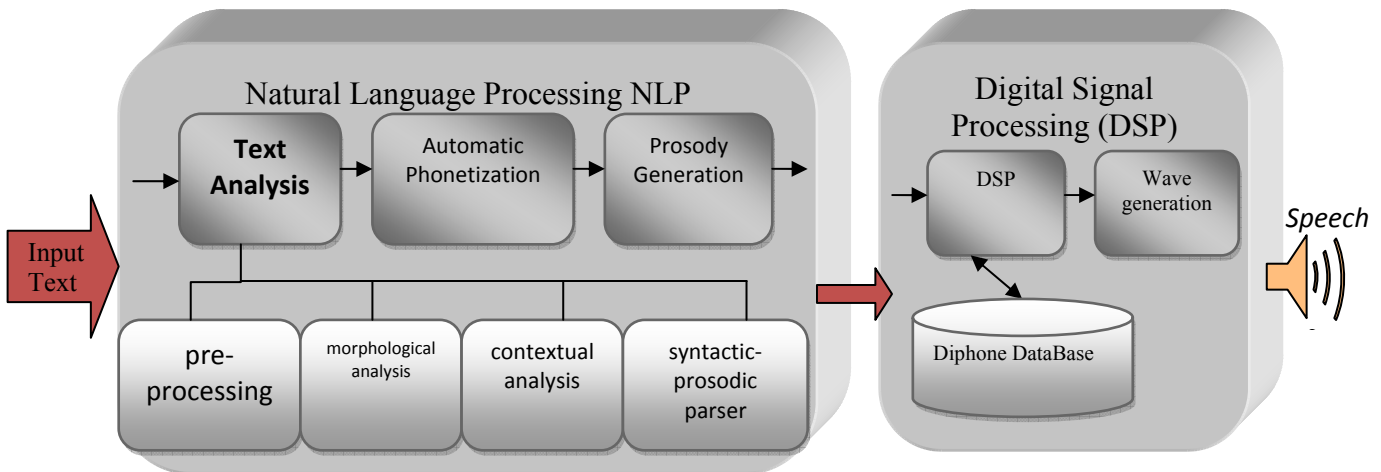 Natural Language Processing NLP
Text
Analysis
Automatic
Phonetization
Prosody
Generation
Input
Text
pre-
processing
morphological
analysis
contextual
analysis
syntactic-
prosodic
parser
Digital Signal
Processing (DSP)
DSP
Wave
generation
Diphone DataBase
Speech